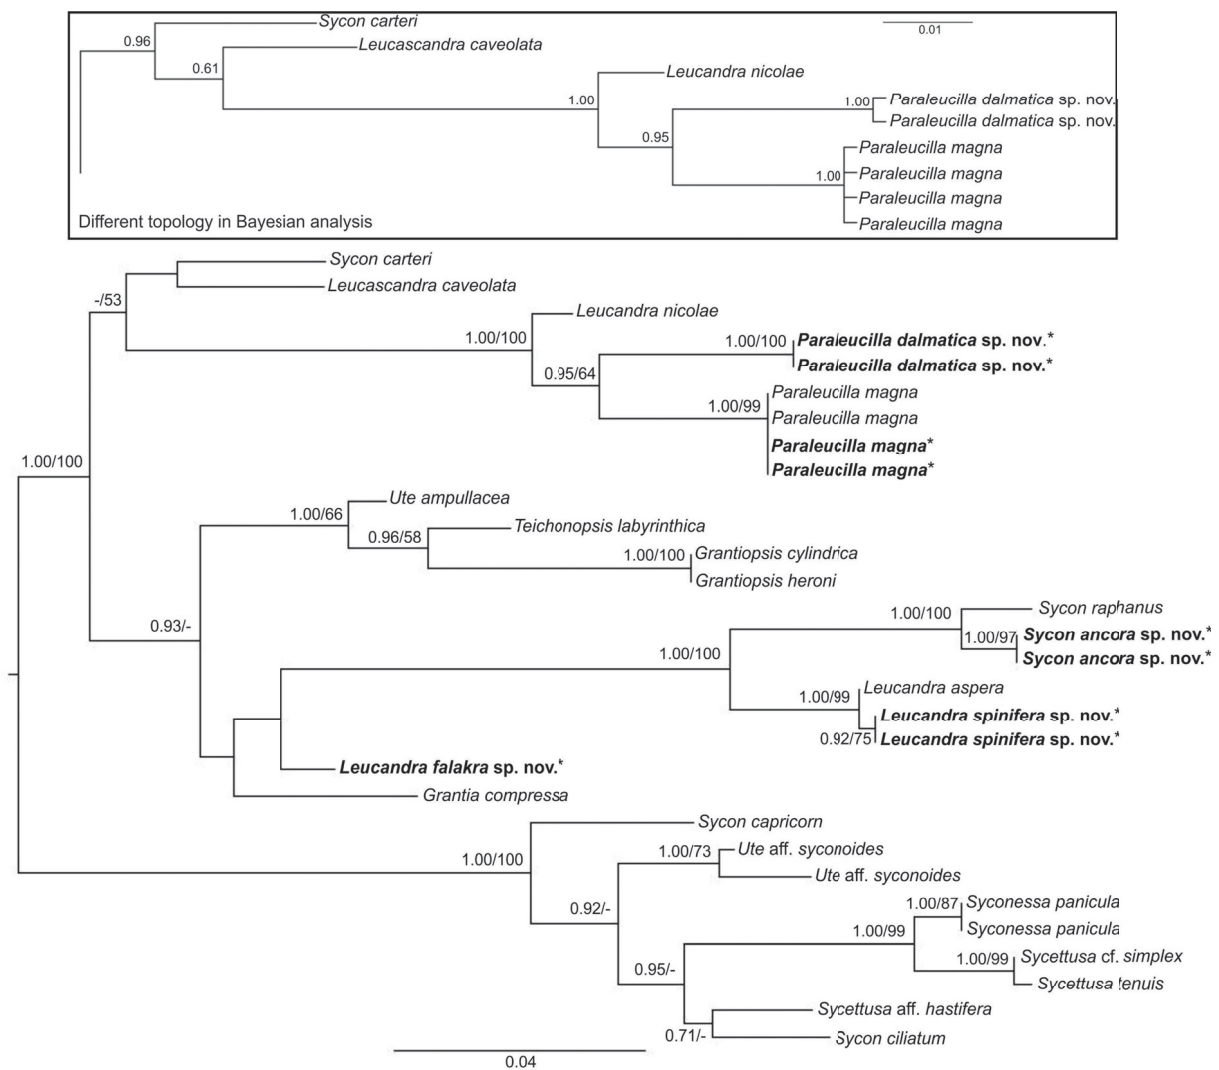 Sycon carteri
0.01
0.96
Leucascandra caveolata
0.61
Leucandra nicolae
1.00
1.00
Paraleucilla dalmatica sp. nov.
Paraleucilla dalmatica sp. nov.
0.95
Paraleucilla magna
1.00
Paraleucilla magna
Paraleucilla magna
Paraleucilla magna
Different topology in Bayesian analysis
Sycon carteri
Leucascandra caveolata
-/53
Leucandra nicolae
1.00/100
1.00/100
Paraleucilla dalmatica sp. nov.*
Paraleucilla dalmatica sp. nov.*
0.95/64
Paraleucilla magna
1.00/99
Paraleucilla magna
Paraleucilla magna*
Paraleucilla magna*
1.00/100
Ute ampullacea
1.00/66
Teichonopsis labyrinthica
0.96/58
1.00/100
Grantiopsis cylindrica
Grantiopsis heroni
0.93/-
Sycon raphanus
1.00/100
1.00/97
Sycon ancora sp. nov.*
Sycon ancora sp. nov.*
1.00/100
Leucandra aspera
1.00/99
Leucandra spinifera sp. nov.*
0.92/75
Leucandra spinifera sp. nov.*
Leucandra falakra sp. nov.*
Grantia compressa
Sycon capricorn
1.00/100
1.00/73
Ute aff. syconoides
Ute aff. syconoides
0.92/-
1.00/87
Syconessa panicula
Syconessa panicula
1.00/99
1.00/99
Sycettusa cf. simplex
Sycettusa tenuis
0.95/-
Sycettusa aff. hastifera
0.71/-
Sycon ciliatum
0.04